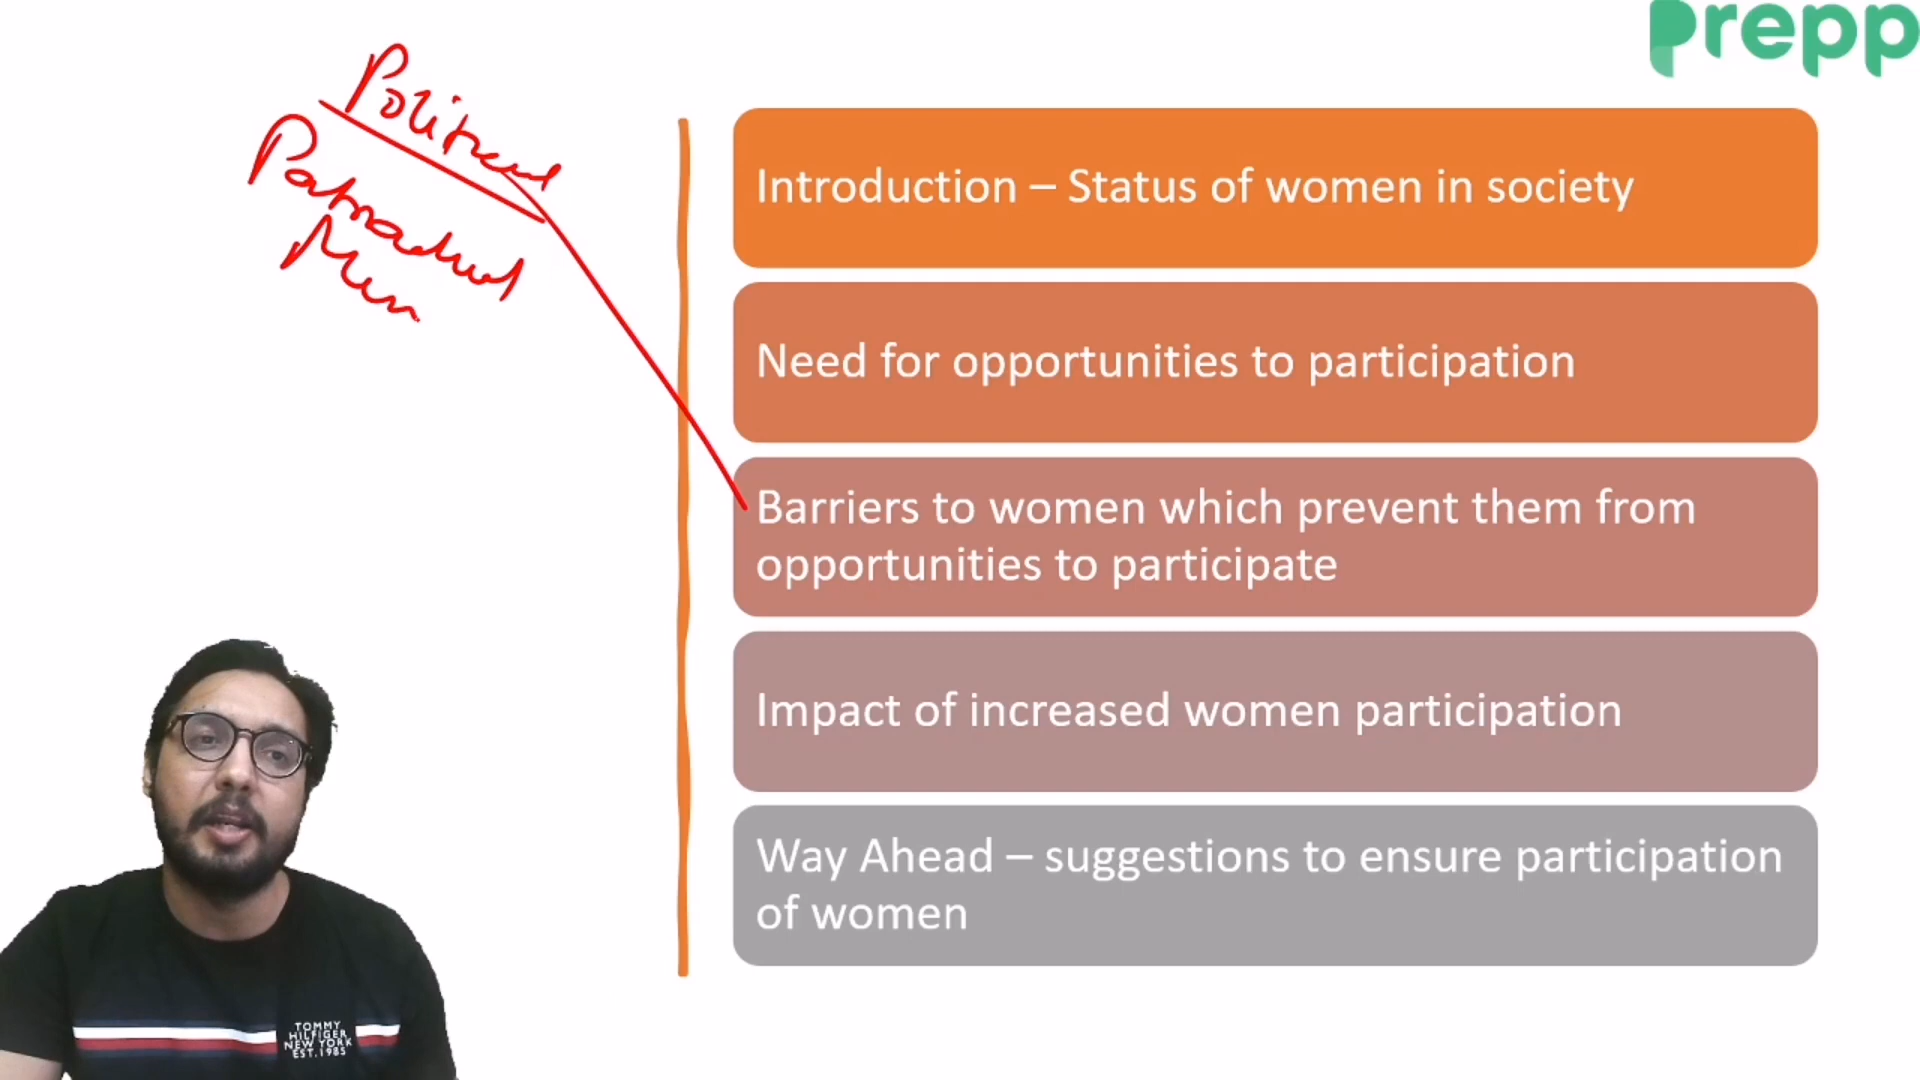 prepp
Political
Patriarchal
Men
Introduction – Status of women in society
Need for opportunities to participation
Barriers to women which prevent them from
opportunities to participate
Impact of increased women participation
Way Ahead – suggestions to ensure participation
of women
TOMMY
HILFIGER
NEW YORK
EST.1985